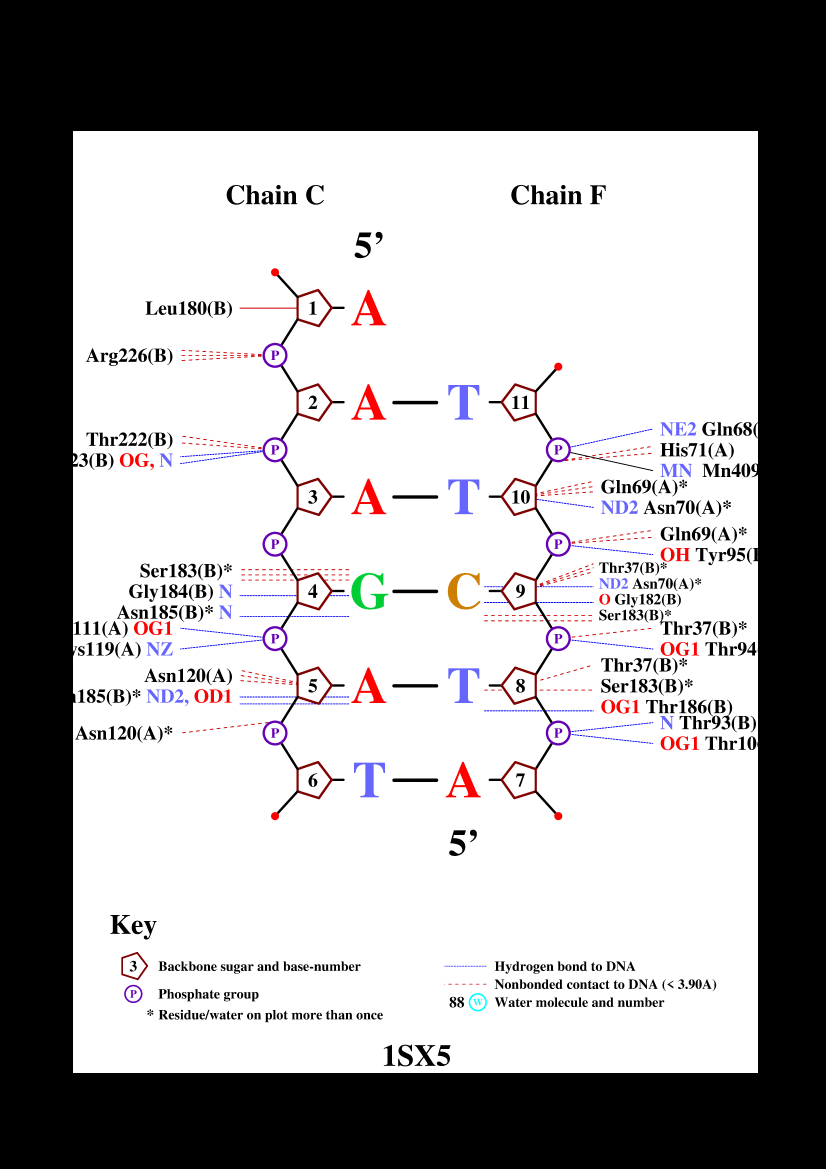 Chain C Chain F
5’
Leu180(B) 1 A
Arg226(B) P
2 A T 11
Thr222(B)
23(B) OG, N P
P NE2 Gln68(
His71(A)
MN Mn409
3 A T 10
Gln69(A)*
ND2 Asn70(A)*
P P
Gln69(A)*
OH Tyr95(
Ser183(B)*
Gly184(B) N
Asn185(B)* N
4 G C 9
Thr37(B)*
ND2 Asn70(A)*
O Gly182(B)
Ser183(B)*
111(A) OG1
ys119(A) NZ
P P
Thr37(B)*
OG1 Thr94
Asn120(A)
185(B)* ND2, OD1
5 A T 8
Thr37(B)*
Ser183(B)*
OG1 Thr186(B)
Asn120(A)*
P P
N Thr93(B)
OG1 Thr10
6 T A 7
5’
Key
3 Backbone sugar and base-number
P Phosphate group
* Residue/water on plot more than once
Hydrogen bond to DNA
Nonbonded contact to DNA (< 3.90A)
88 W Water molecule and number
1SX5